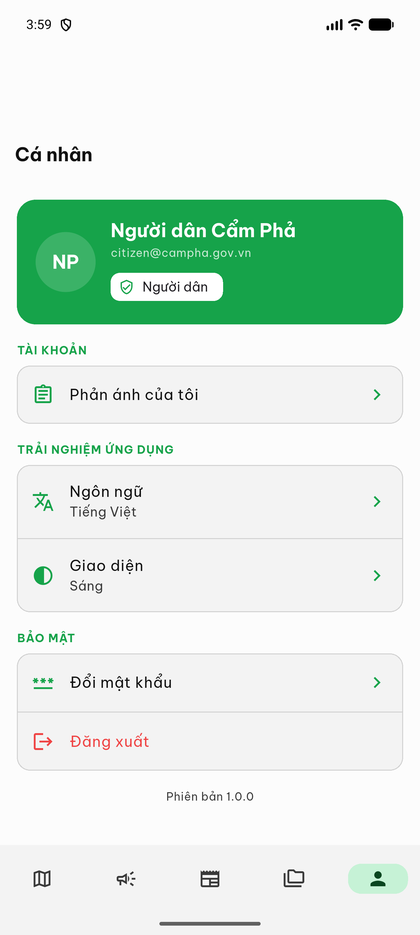 3:59
Cá nhân
NP
Người dân Cẩm Phả
citizen@campha.gov.vn
Người dân
TÀI KHOẢN
Phản ánh của tôi
TRẢI NGHIỆM ỨNG DỤNG
Ngôn ngữ
Tiếng Việt
Giao diện
Sáng
BẢO MẬT
Đổi mật khẩu
Đăng xuất
Phiên bản 1.0.0